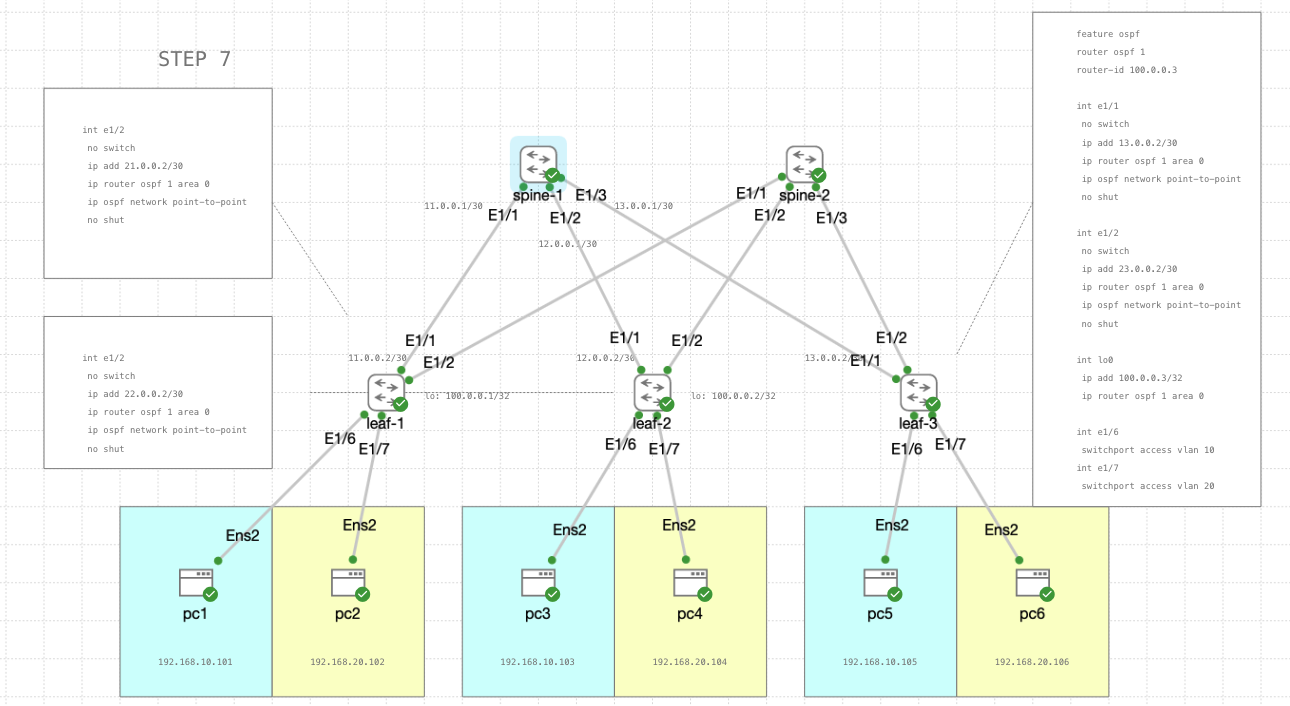 STEP 7
int e1/2
no switch
ip add 21.0.0.2/30
ip router ospf 1 area 0
ip ospf network point-to-point
no shut
int e1/2
no switch
ip add 22.0.0.2/30
ip router ospf 1 area 0
ip ospf network point-to-point
no shut
feature ospf
router ospf 1
router-id 100.0.0.3
int e1/1
no switch
ip add 13.0.0.2/30
ip router ospf 1 area 0
ip ospf network point-to-point
no shut
int e1/2
no switch
ip add 23.0.0.2/30
ip router ospf 1 area 0
ip ospf network point-to-point
no shut
int lo0
ip add 100.0.0.3/32
ip router ospf 1 area 0
int e1/6
switchport access vlan 10
int e1/7
switchport access vlan 20
spine-1
spine-2
E1/1
E1/2
E1/3
E1/1
E1/2
E1/3
11.0.0.1/30
12.0.0.1/30
13.0.0.1/30
E1/1
E1/2
E1/1
E1/2
E1/2
E1/1
11.0.0.2/30
12.0.0.2/30
lo: 100.0.0.1/32
lo: 100.0.0.2/32
leaf-1
leaf-2
leaf-3
E1/6
E1/7
E1/6
E1/7
E1/6
E1/7
Ens2
Ens2
Ens2
Ens2
Ens2
Ens2
pc1
pc2
pc3
pc4
pc5
pc6
192.168.10.101
192.168.20.102
192.168.10.103
192.168.20.104
192.168.10.105
192.168.20.106